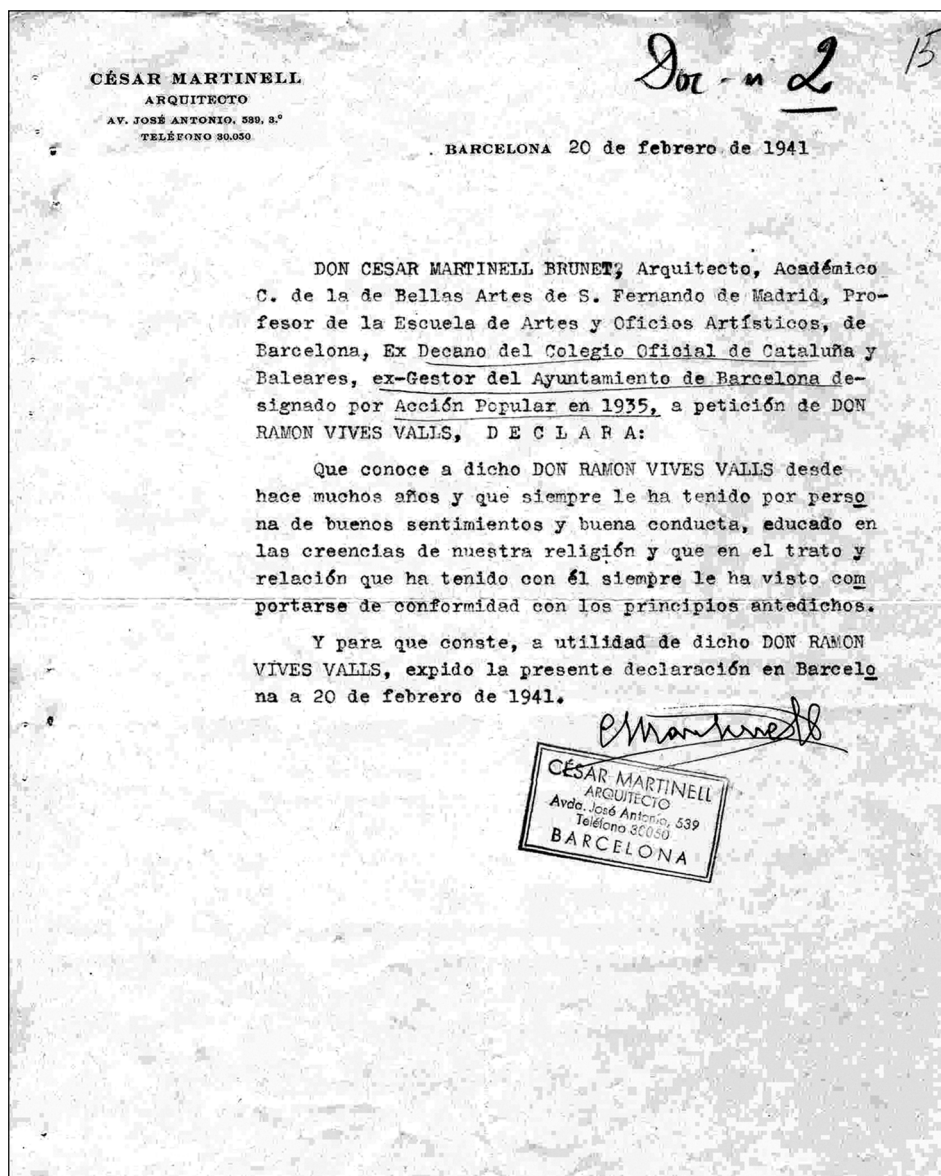 Doc - n 2
15
CÉSAR MARTINELL
ARQUITECTO
AV. JOSÉ ANTONIO, 539, 3.º
TELÉFONO 30.050
BARCELONA 20 de febrero de 1941
DON CESAR MARTINELL BRUNET, Arquitecto, Académico
C. de la de Bellas Artes de S. Fernando de Madrid, Pro-
fesor de la Escuela de Artes y Oficios Artísticos, de
Barcelona, Ex Decano del Colegio Oficial de Cataluña y
Baleares, ex-Gestor del Ayuntamiento de Barcelona de-
signado por Acción Popular en 1935, a petición de DON
RAMON VIVES VALLS, D E C L A R A:
Que conoce a dicho DON RAMON VIVES VALLS desde
hace muchos años y que siempre le ha tenido por perso
na de buenos sentimientos y buena conducta, educado en
las creencias de nuestra religión y que en el trato y
relación que ha tenido con él siempre le ha visto com
portarse de conformidad con los principios antedichos.
Y para que conste, a utilidad de dicho DON RAMON
VIVES VALLS, expido la presente declaración en Barcelo
na a 20 de febrero de 1941.
CMartinell
CÉSAR MARTINELL
ARQUITECTO
Avda. José Antonio, 539
Teléfono 30050
BARCELONA